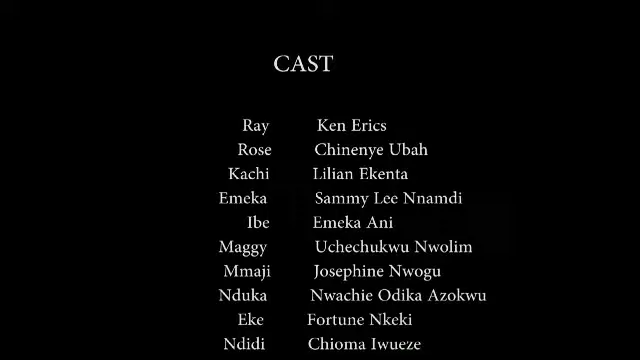 CAST
Ray Ken Erics
Rose Chinenye Ubah
Kachi Lilian Ekenta
Emeka Sammy Lee Nnamdi
Ibe Emeka Ani
Maggy Uchechukwu Nwolim
Mmaji Josephine Nwogu
Nduka Nwachie Odika Azokwu
Eke Fortune Nkeki
Ndidi Chioma Iwueze